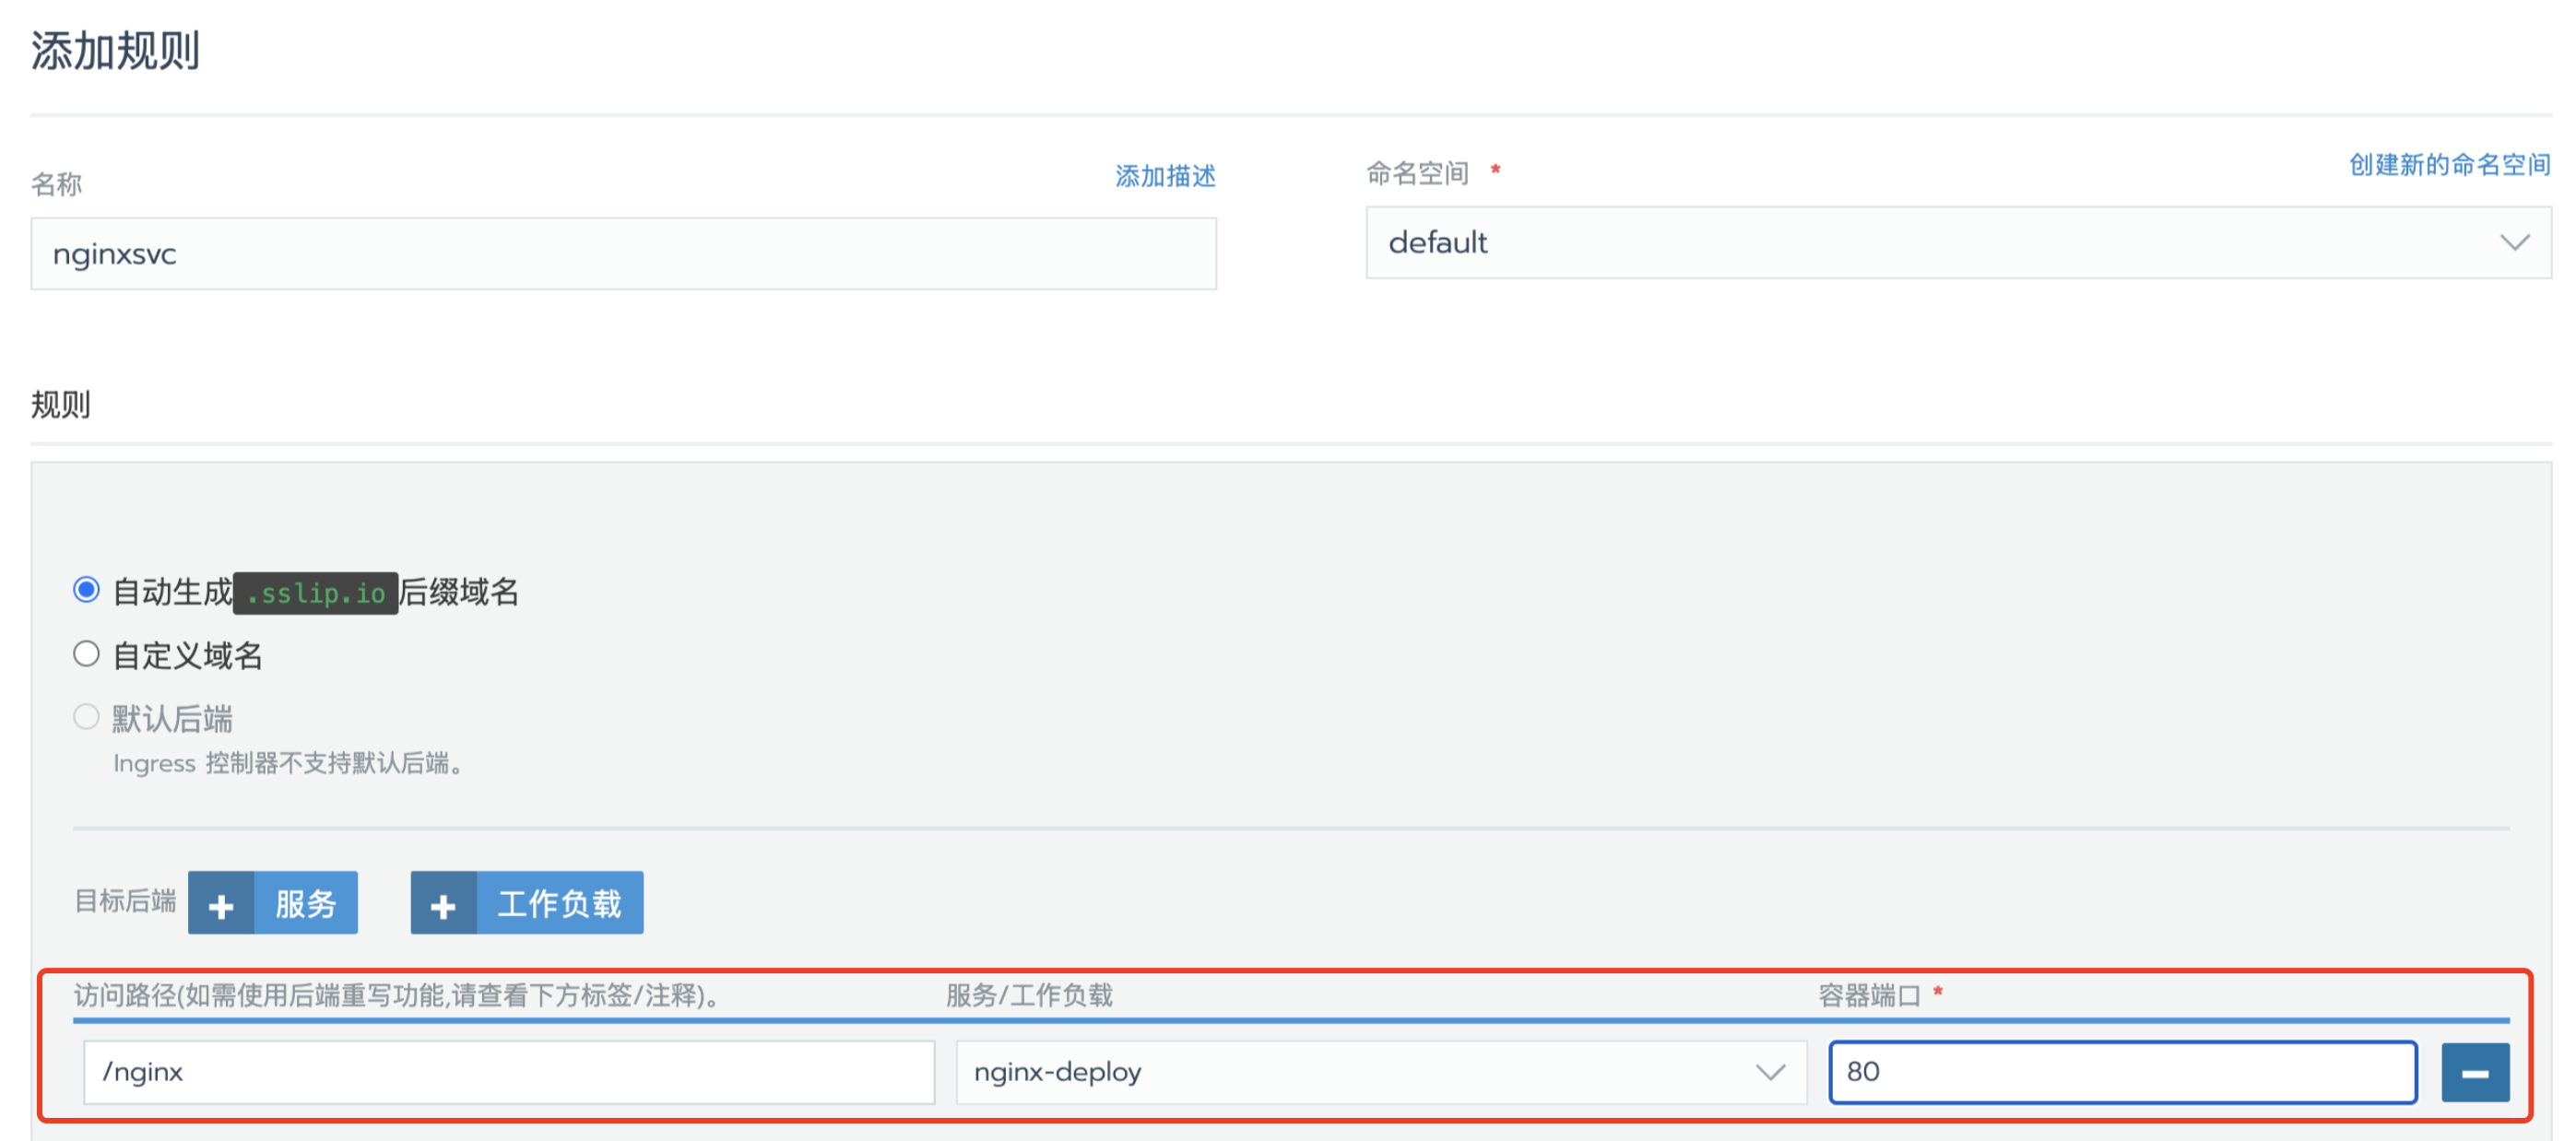 添加规则
名称
添加描述
命名空间 *
创建新的命名空间
nginxsvc
default
规则
自动生成 .sslip.io 后缀域名
自定义域名
默认后端
Ingress 控制器不支持默认后端。
目标后端
+ 服务
+ 工作负载
访问路径(如需使用后端重写功能,请查看下方标签/注释)。
服务/工作负载
容器端口 *
/nginx
nginx-deploy
80